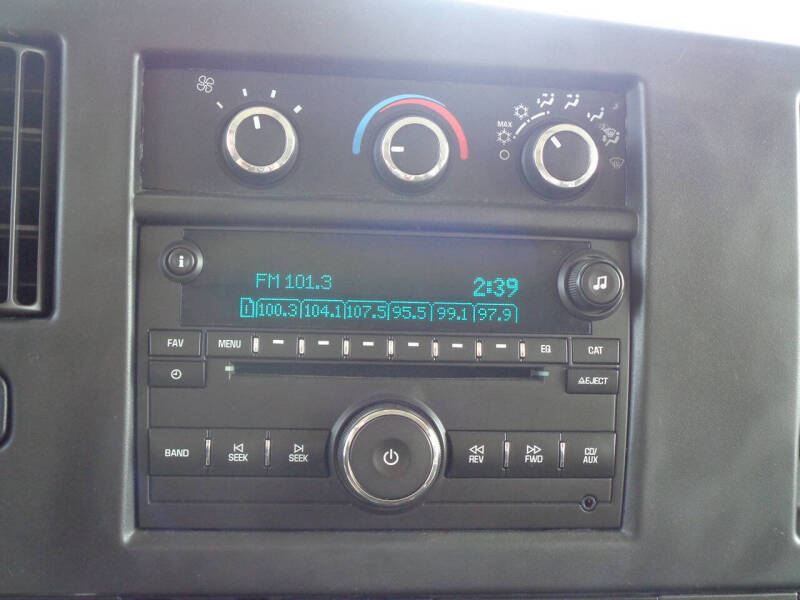 MAX
i
FM 101.3 2:39
1 100.3 104.1 107.5 95.5 99.1 97.9
FAV MENU EQ CAT
▲EJECT
BAND SEEK SEEK REV FWD CD/
AUX